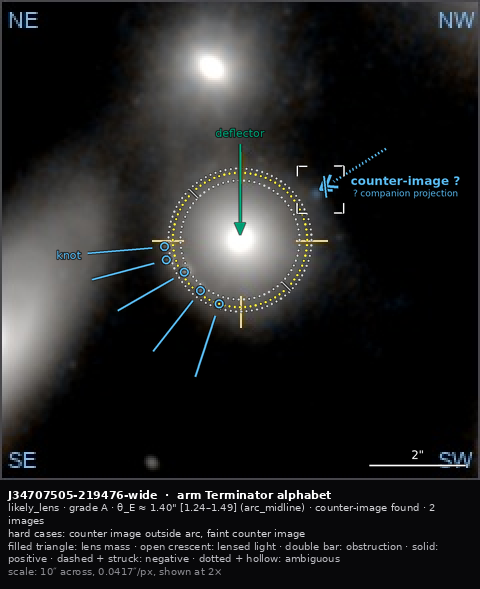 NE
NW
deflector
counter-image ?
? companion projection
knot
SE
2"
SW
J34707505-219476-wide · arm Terminator alphabet
likely_lens · grade A · θ_E ≈ 1.40" [1.24–1.49] (arc_midline) · counter-image found · 2
images
hard cases: counter image outside arc, faint counter image
filled triangle: lens mass · open crescent: lensed light · double bar: obstruction · solid:
positive · dashed + struck: negative · dotted + hollow: ambiguous
scale: 10″ across, 0.0417″/px, shown at 2×